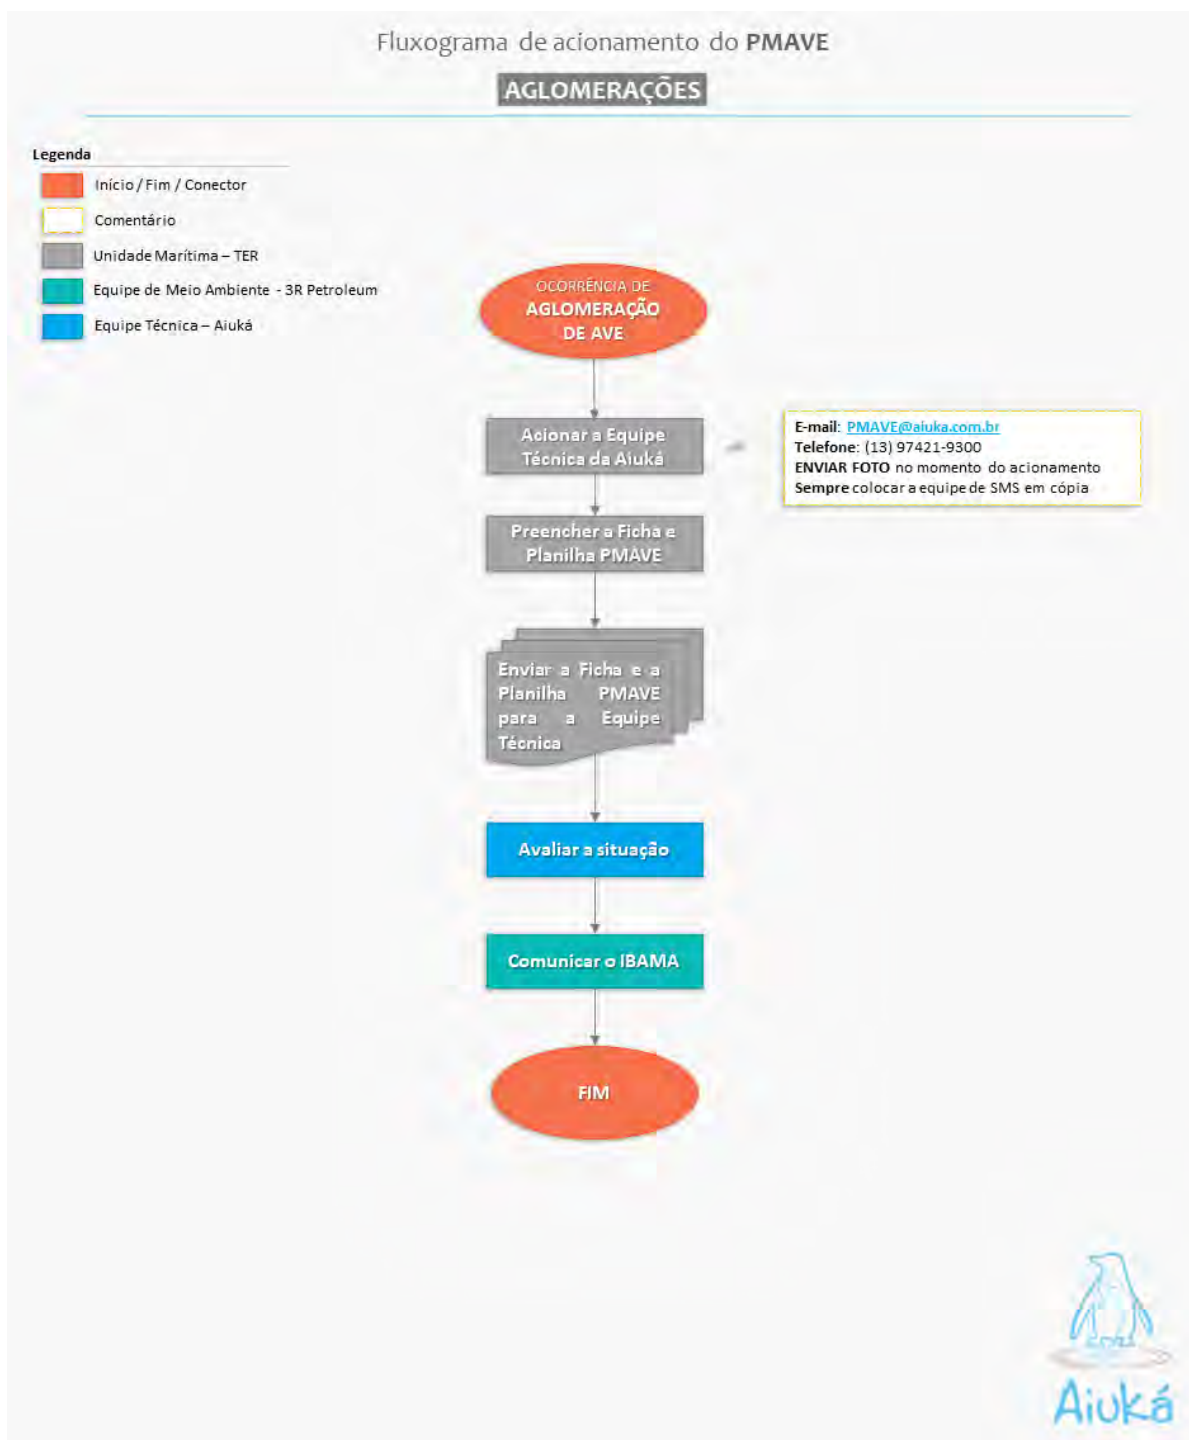 Fluxograma de acionamento do PMAVE
AGLOMERAÇÕES
Legenda
Início / Fim / Conector
Comentário
Unidade Marítima – TER
Equipe de Meio Ambiente - 3R Petroleum
Equipe Técnica – Aiuká
OCORRÊNCIA DE
AGLOMERAÇÃO
DE AVE
Acionar a Equipe
Técnica da Aiuká
E-mail: PMAVE@aiuka.com.br
Telefone: (13) 97421-9300
ENVIAR FOTO no momento do acionamento
Sempre colocar a equipe de SMS em cópia
Preencher a Ficha e
Planilha PMAVE
Enviar a Ficha e a
Planilha PMAVE
para a Equipe
Técnica
Avaliar a situação
Comunicar o IBAMA
FIM
Aiuká